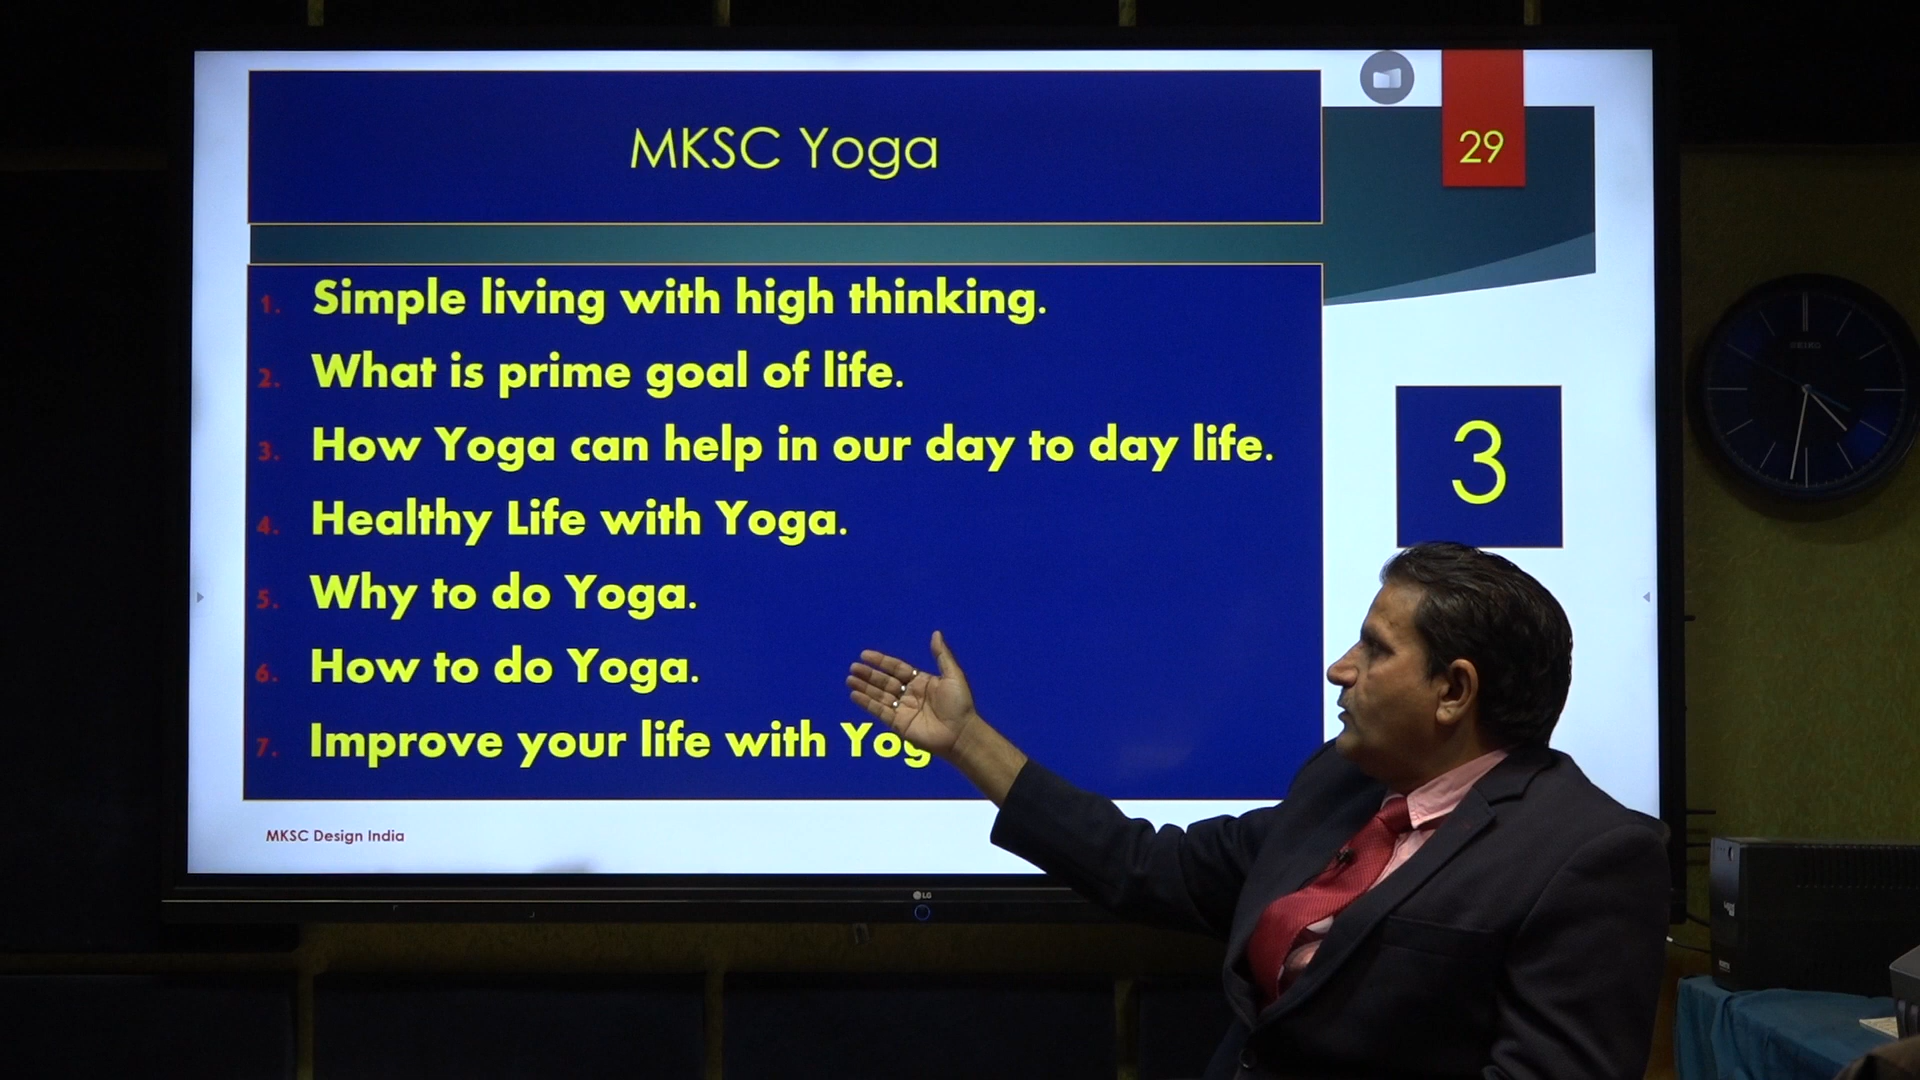 MKSC Yoga
29
1. Simple living with high thinking.
2. What is prime goal of life.
3. How Yoga can help in our day to day life.
4. Healthy Life with Yoga.
5. Why to do Yoga.
6. How to do Yoga.
7. Improve your life with Yog
3
MKSC Design India
LG
SEIKO